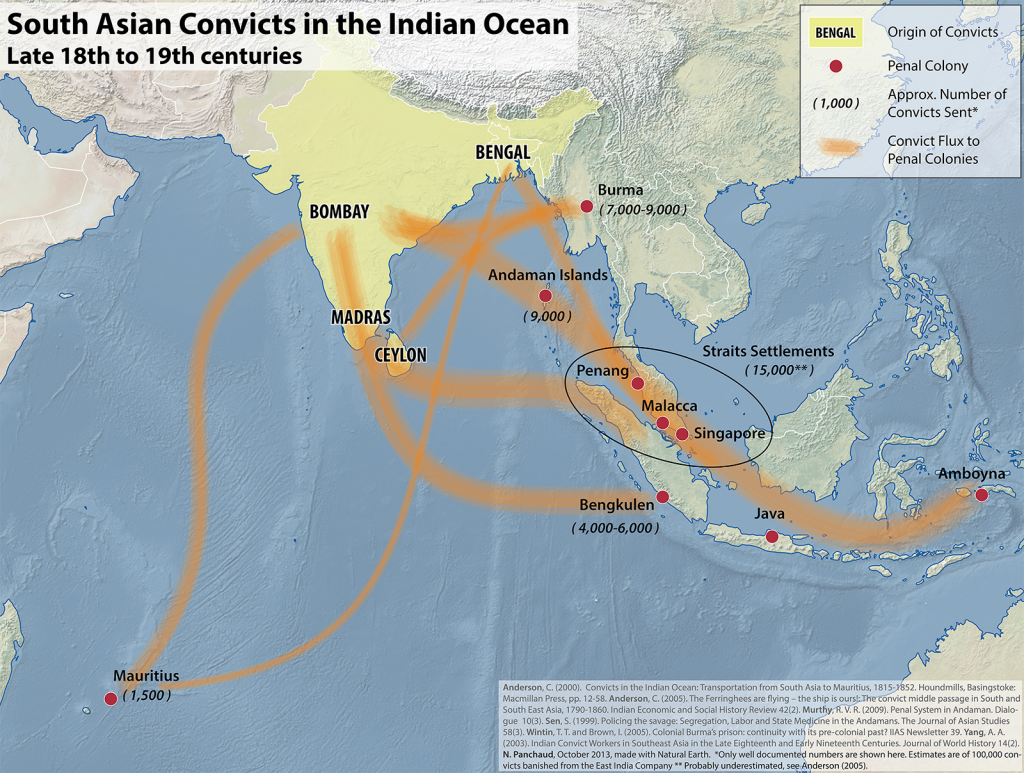 South Asian Convicts in the Indian Ocean
Late 18th to 19th centuries
BENGAL
Origin of Convicts
Penal Colony
(1,000)
Approx. Number of
Convicts Sent*
Convict Flux to
Penal Colonies
BENGAL
Burma
(7,000-9,000)
BOMBAY
Andaman Islands
(9,000)
MADRAS
CEYLON
Straits Settlements
(15,000**)
Penang
Malacca
Singapore
Amboyna
Bengkulen
(4,000-6,000)
Java
Mauritius
(1,500)
Anderson, C. (2000). Convicts in the Indian Ocean: Transportation from South Asia to Mauritius, 1815-1852. Houndmills, Basingstoke:
Macmillan Press, pp. 12-58. Anderson, C. (2005). The Ferringhees are flying – the ship is ours!: The convict middle passage in South and
South East Asia, 1790-1860. Indian Economic and Social History Review 42(2). Murthy, R. V. R. (2009). Penal System in Andaman. Dialo-
gue 10(3). Sen, S. (1999). Policing the savage: Segregation, Labor and State Medicine in the Andamans. The Journal of Asian Studies
58(3). Wintin, T. T. and Brown, I. (2005). Colonial Burma's prison: continuity with its pre-colonial past? IIAS Newsletter 39. Yang, A. A.
(2003). Indian Convict Workers in Southeast Asia in the Late Eighteenth and Early Nineteenth Centuries. Journal of World History 14(2).
N. Panchaud, October 2013, made with Natural Earth. *Only well documented numbers are shown here. Estimates are of 100,000 con-
victs banished from the East India Company ** Probably underestimated, see Anderson (2005).